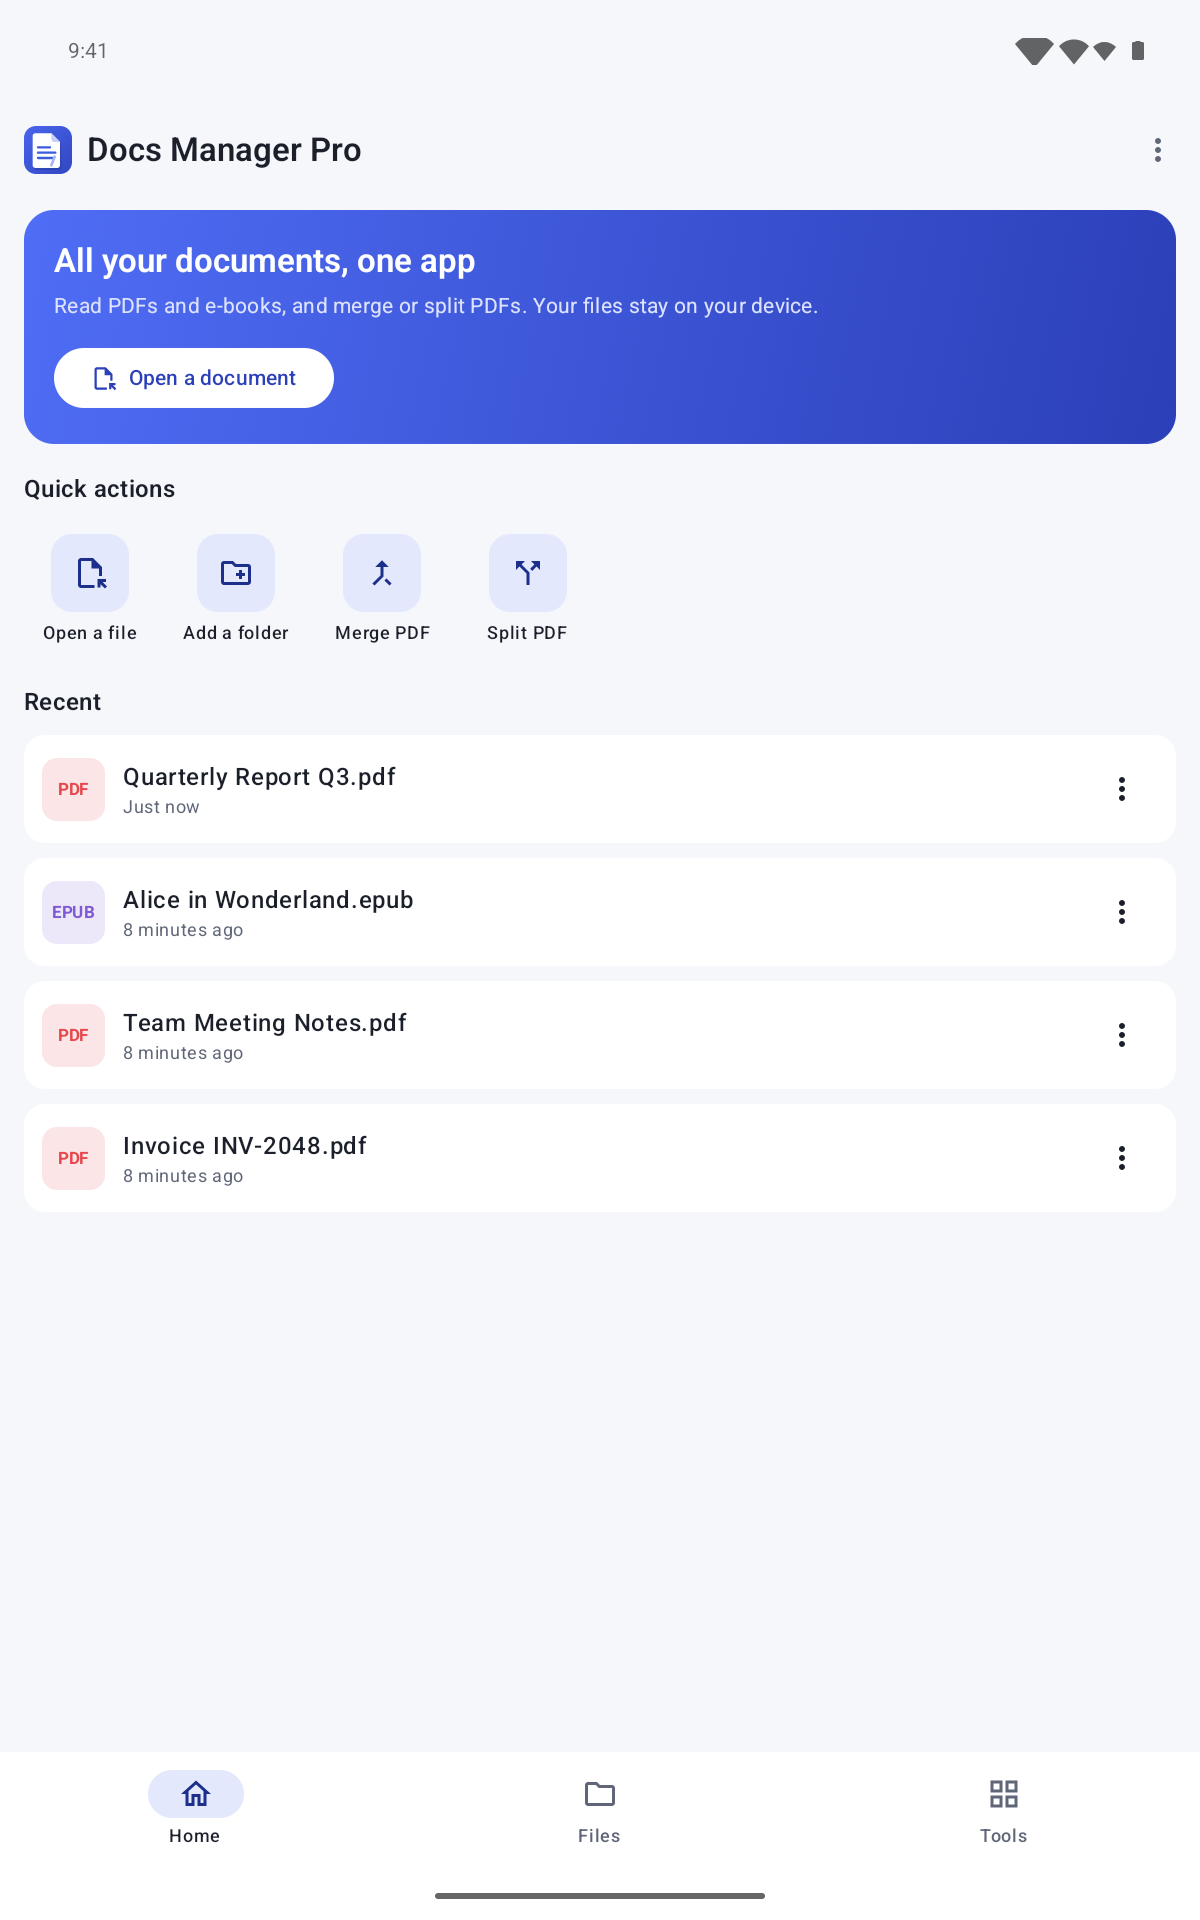 9:41
Docs Manager Pro
All your documents, one app
Read PDFs and e-books, and merge or split PDFs. Your files stay on your device.
Open a document
Quick actions
Open a file
Add a folder
Merge PDF
Split PDF
Recent
PDF
Quarterly Report Q3.pdf
Just now
EPUB
Alice in Wonderland.epub
8 minutes ago
PDF
Team Meeting Notes.pdf
8 minutes ago
PDF
Invoice INV-2048.pdf
8 minutes ago
Home
Files
Tools